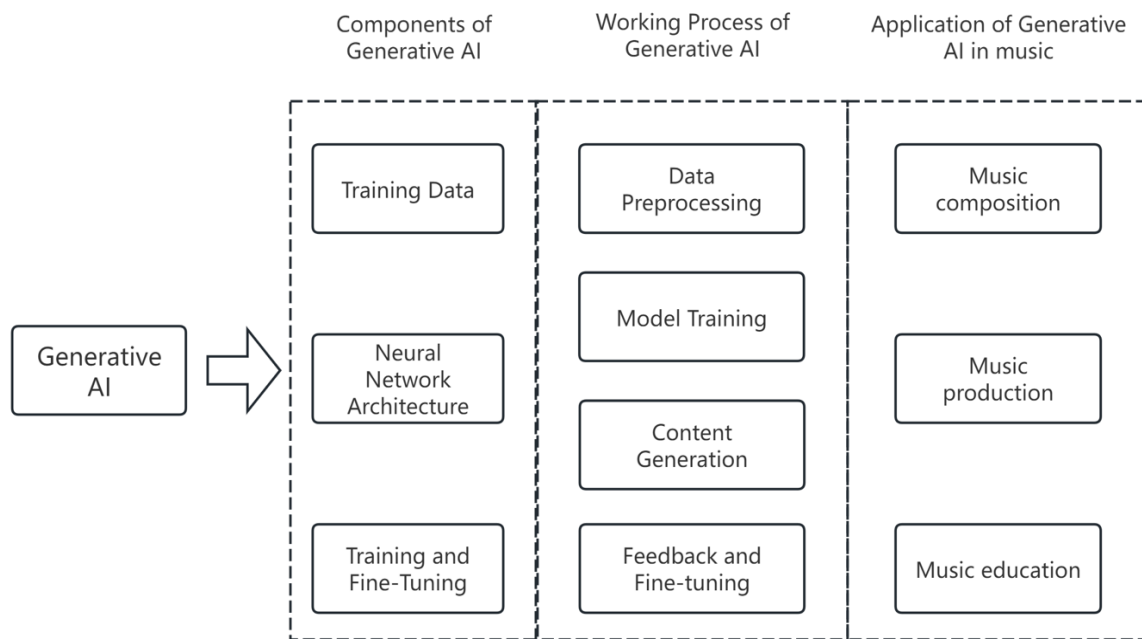 Components of
Generative AI
Working Process of
Generative AI
Application of Generative
AI in music
Training Data
Data
Preprocessing
Music
composition
Model Training
Generative
AI
Neural
Network
Architecture
Music
production
Content
Generation
Training and
Fine-Tuning
Feedback and
Fine-tuning
Music education